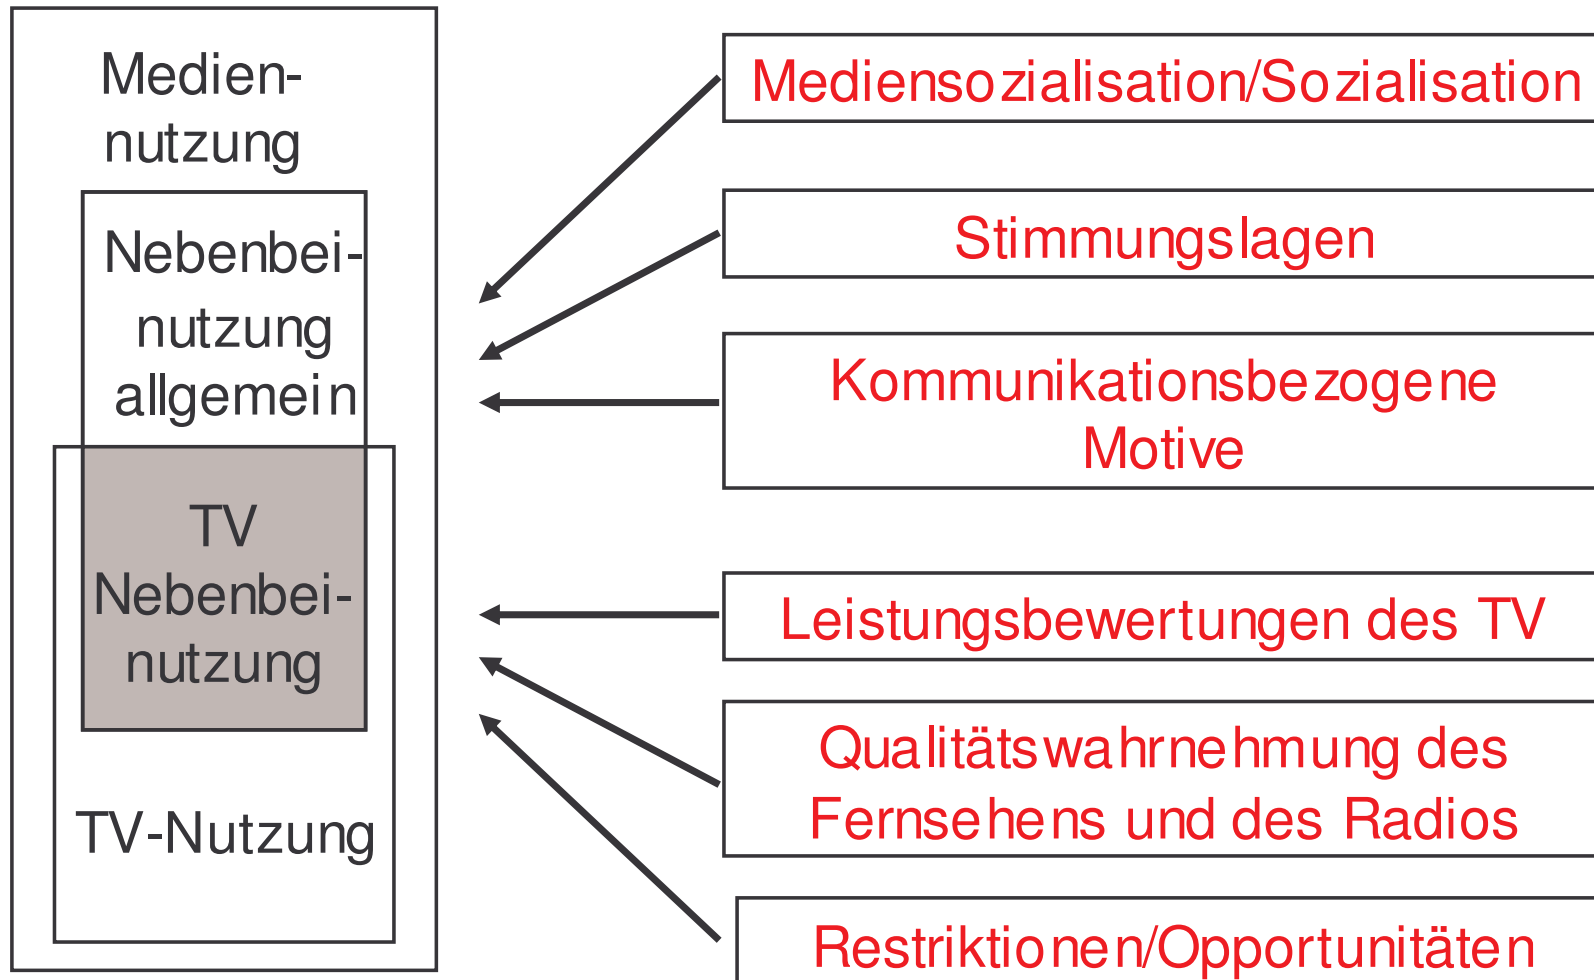 Medien-
nutzung
Nebenbei-
nutzung
allgemein
TV
Nebenbei-
nutzung
TV-Nutzung
Mediensozialisation/Sozialisation
Stimmungslagen
Kommunikationsbezogene
Motive
Leistungsbewertungen des TV
Qualitätswahrnehmung des
Fernsehens und des Radios
Restriktionen/Opportunitäten